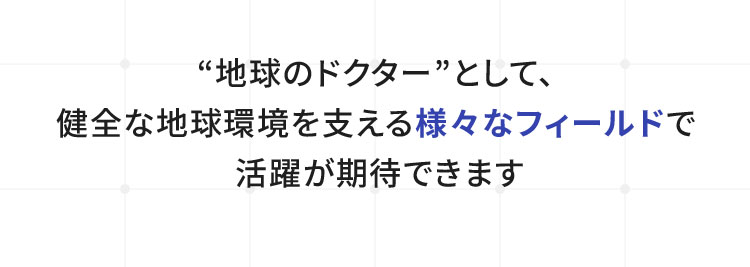 “地球のドクター”として、
健全な地球環境を支える様々なフィールドで
活躍が期待できます